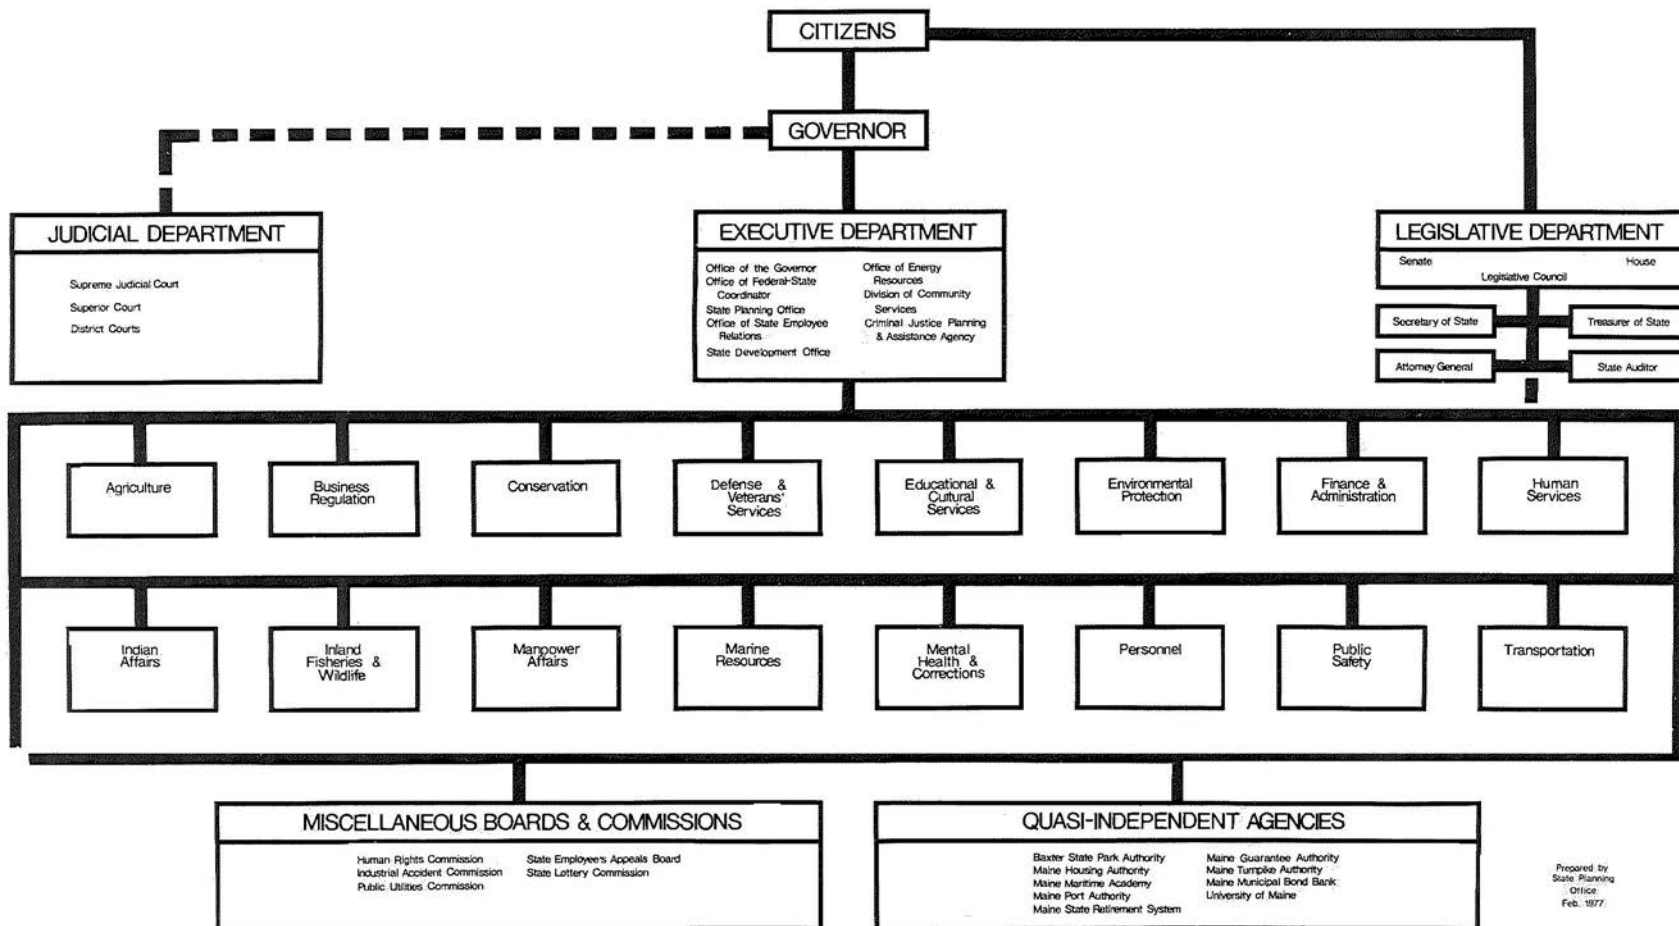 CITIZENS
GOVERNOR
JUDICIAL DEPARTMENT
Supreme Judicial Court
Superior Court
District Courts
EXECUTIVE DEPARTMENT
Office of the Governor
Office of Federal-State
Coordinator
State Planning Office
Office of State Employee
Relations
State Development Office
Office of Energy
Resources
Division of Community
Services
Criminal Justice Planning
& Assistance Agency
LEGISLATIVE DEPARTMENT
Senate House
Legislative Council
Secretary of State
Treasurer of State
Attorney General
State Auditor
Agriculture
Business
Regulation
Conservation
Defense &
Veterans'
Services
Educational &
Cultural
Services
Environmental
Protection
Finance &
Administration
Human
Services
Indian
Affairs
Inland
Fisheries &
Wildlife
Manpower
Affairs
Marine
Resources
Mental
Health &
Corrections
Personnel
Public
Safety
Transportation
MISCELLANEOUS BOARDS & COMMISSIONS
Human Rights Commission
Industrial Accident Commission
Public Utilities Commission
State Employee's Appeals Board
State Lottery Commission
QUASI-INDEPENDENT AGENCIES
Baxter State Park Authority
Maine Housing Authority
Maine Maritime Academy
Maine Port Authority
Maine State Retirement System
Maine Guarantee Authority
Maine Turnpike Authority
Maine Municipal Bond Bank
University of Maine
Prepared by
State Planning
Office
Feb. 1977